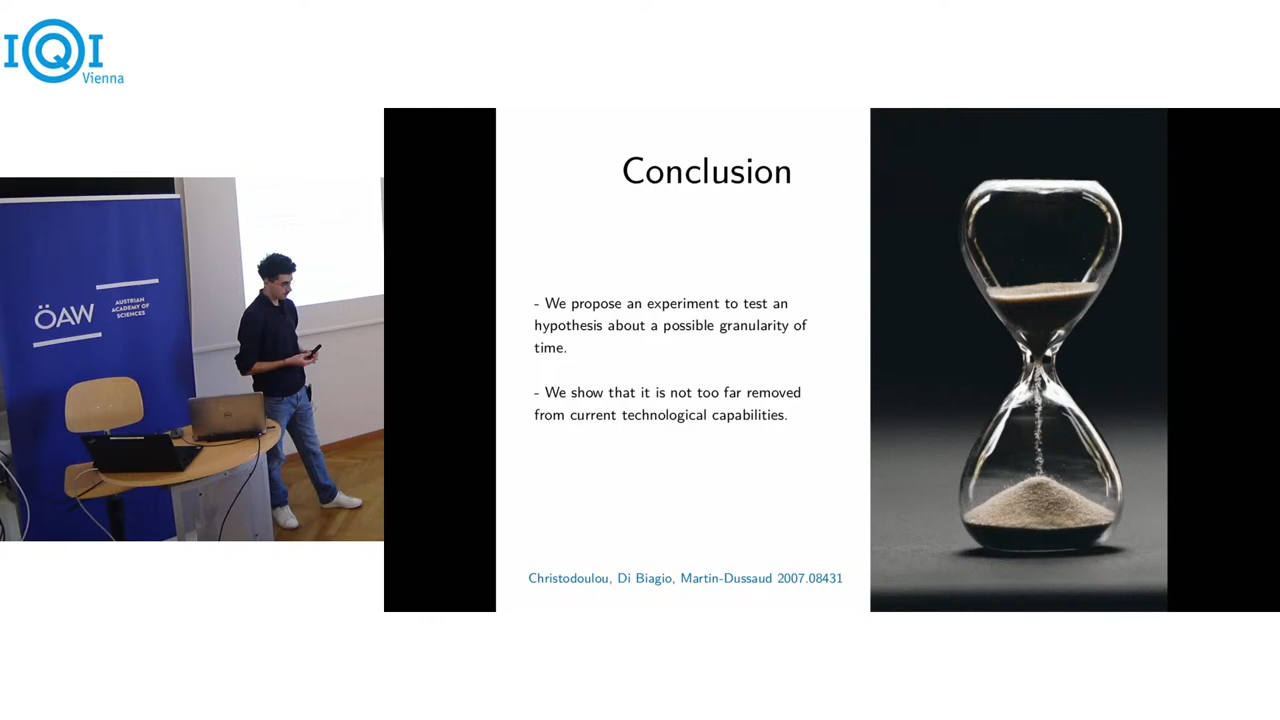 IQI
Vienna
ÖAW
AUSTRIAN
ACADEMY OF
SCIENCES
Conclusion
- We propose an experiment to test an
hypothesis about a possible granularity of
time.
- We show that it is not too far removed
from current technological capabilities.
Christodoulou, Di Biagio, Martin-Dussaud 2007.08431